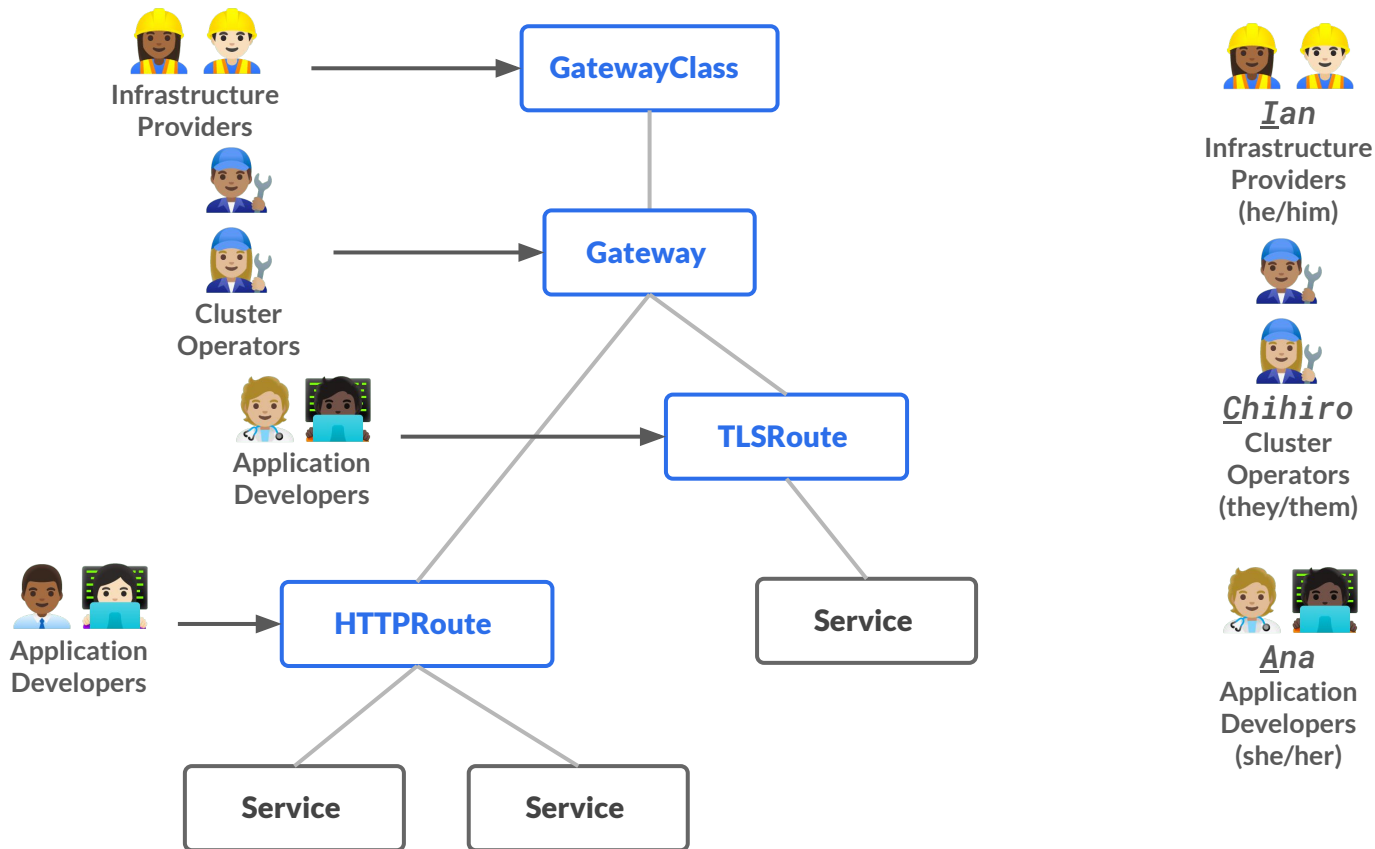 Infrastructure
Providers
GatewayClass
Cluster
Operators
Gateway
Application
Developers
TLSRoute
Application
Developers
HTTPRoute
Service
Service
Service
Ian
Infrastructure
Providers
(he/him)
Chihiro
Cluster
Operators
(they/them)
Ana
Application
Developers
(she/her)